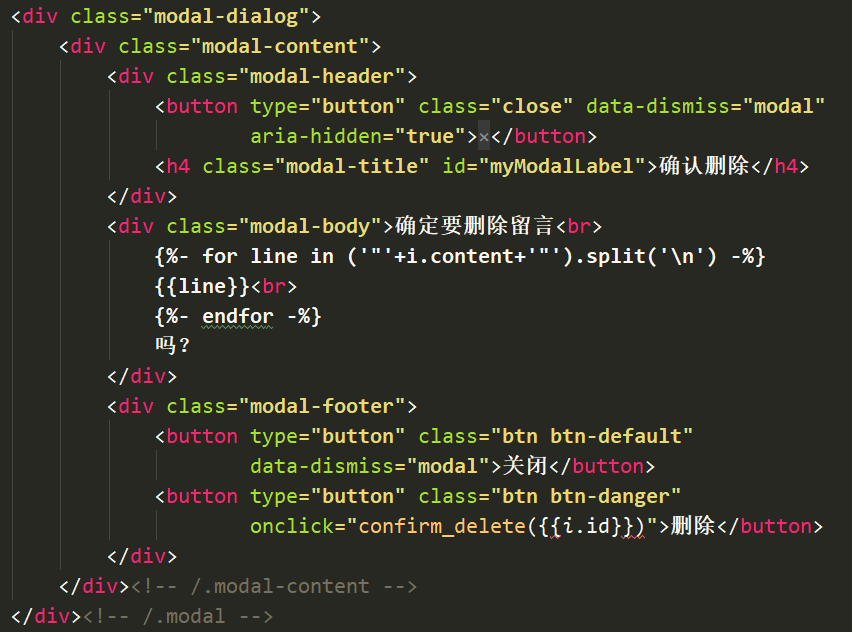 <div class="modal-dialog">
    <div class="modal-content">
        <div class="modal-header">
            <button type="button" class="close" data-dismiss="modal"
                    aria-hidden="true">×</button>
            <h4 class="modal-title" id="myModalLabel">确认删除</h4>
        </div>
        <div class="modal-body">确定要删除留言<br>
            {%- for line in ('"'+i.content+'"').split('\n') -%}
            {{line}}<br>
            {%- endfor -%}
            吗?
        </div>
        <div class="modal-footer">
            <button type="button" class="btn btn-default"
                    data-dismiss="modal">关闭</button>
            <button type="button" class="btn btn-danger"
                    onclick="confirm_delete({{i.id}})">删除</button>
        </div>
    </div><!-- /.modal-content -->
</div><!-- /.modal -->